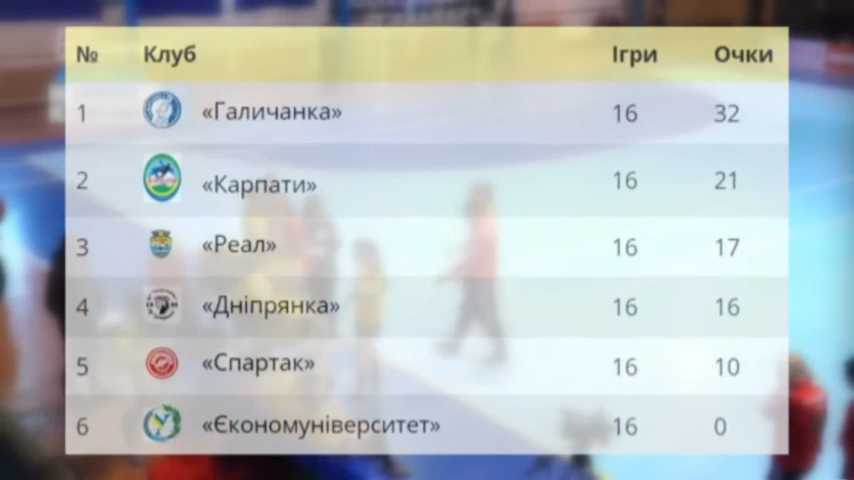 № Клуб Ігри Очки
1 «Галичанка» 16 32
2 «Карпати» 16 21
3 «Реал» 16 17
4 «Дніпрянка» 16 16
5 «Спартак» 16 10
6 «Єкономуніверситет» 16 0